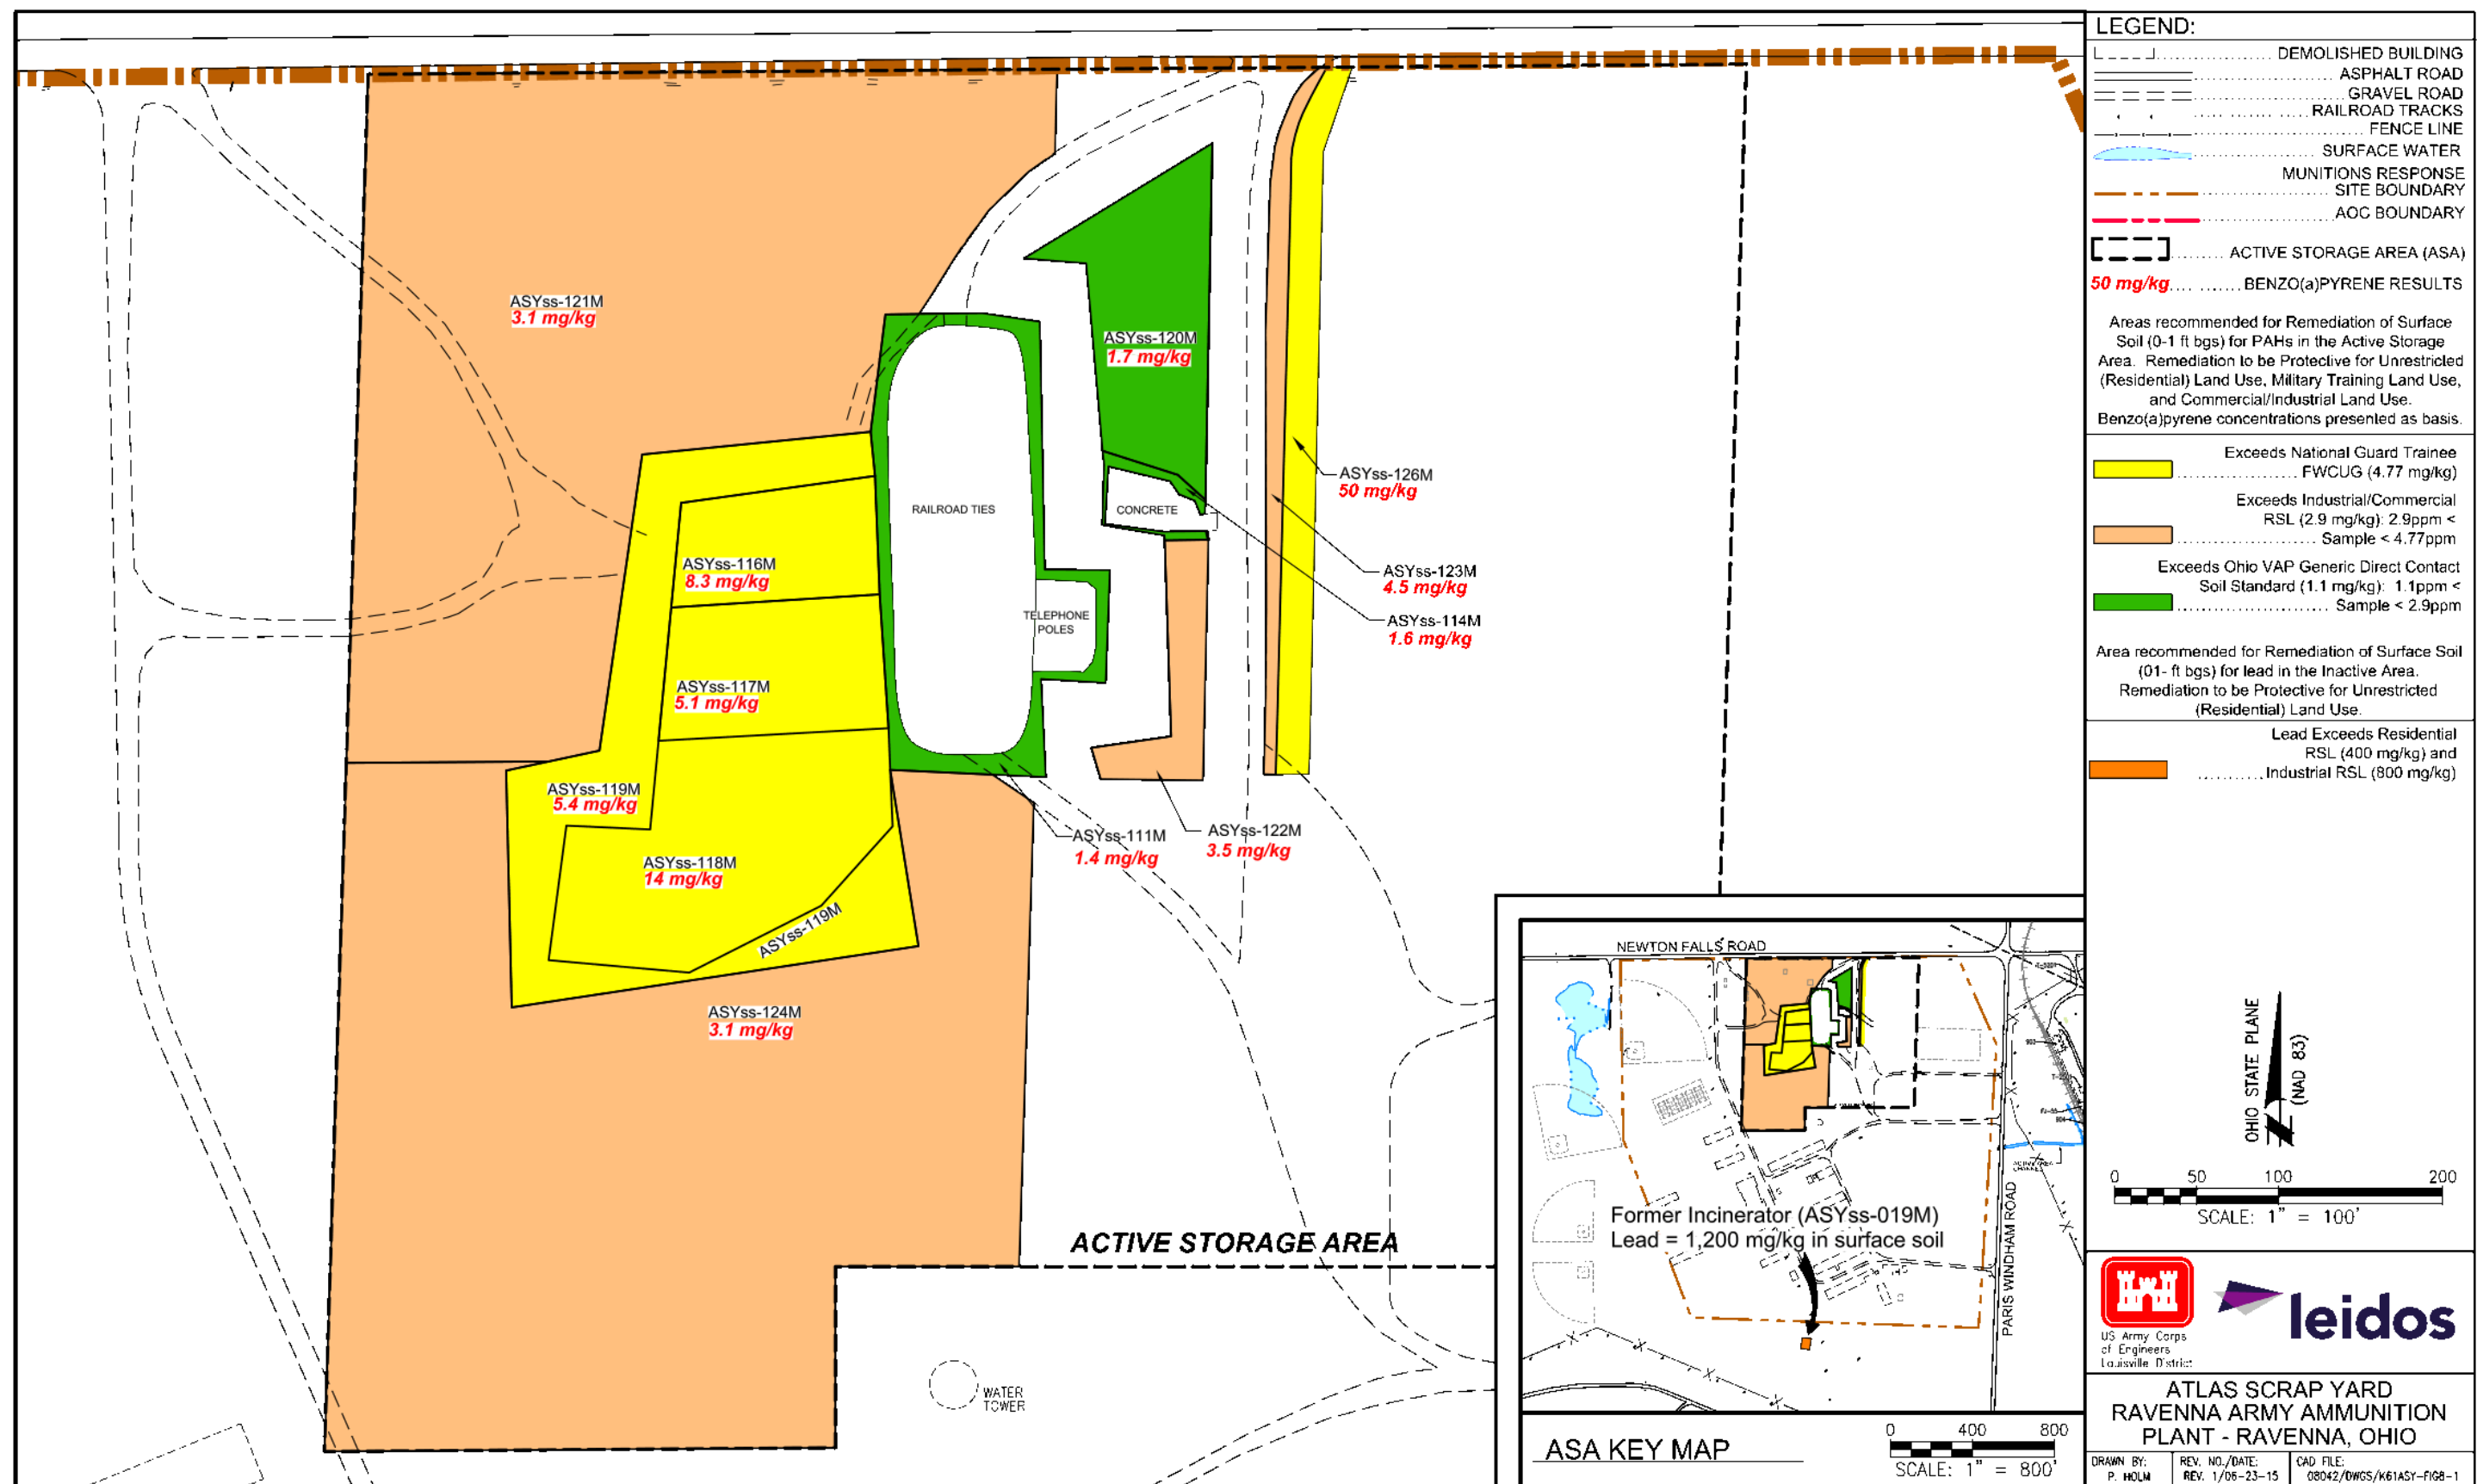 ASYss-121M
3.1 mg/kg
ASYss-120M
1.7 mg/kg
ASYss-126M
50 mg/kg
RAILROAD TIES
CONCRETE
ASYss-116M
8.3 mg/kg
ASYss-123M
4.5 mg/kg
TELEPHONE
POLES
ASYss-114M
1.6 mg/kg
ASYss-117M
5.1 mg/kg
ASYss-119M
5.4 mg/kg
ASYss-111M
1.4 mg/kg
ASYss-122M
3.5 mg/kg
ASYss-118M
14 mg/kg
ASYss-119M
ASYss-124M
3.1 mg/kg
ACTIVE STORAGE AREA
WATER
TOWER
NEWTON FALLS ROAD
PARIS WINDHAM ROAD
Former Incinerator (ASYss-019M)
Lead = 1,200 mg/kg in surface soil
ASA KEY MAP
0 400 800
SCALE: 1" = 800'
LEGEND:
DEMOLISHED BUILDING
ASPHALT ROAD
GRAVEL ROAD
RAILROAD TRACKS
FENCE LINE
SURFACE WATER
MUNITIONS RESPONSE
SITE BOUNDARY
AOC BOUNDARY
ACTIVE STORAGE AREA (ASA)
50 mg/kg BENZO(a)PYRENE RESULTS
Areas recommended for Remediation of Surface
Soil (0-1 ft bgs) for PAHs in the Active Storage
Area. Remediation to be Protective for Unrestricted
(Residential) Land Use, Military Training Land Use,
and Commercial/Industrial Land Use.
Benzo(a)pyrene concentrations presented as basis.
Exceeds National Guard Trainee
FWCUG (4.77 mg/kg)
Exceeds Industrial/Commercial
RSL (2.9 mg/kg): 2.9ppm <
Sample < 4.77ppm
Exceeds Ohio VAP Generic Direct Contact
Soil Standard (1.1 mg/kg): 1.1ppm <
Sample < 2.9ppm
Area recommended for Remediation of Surface Soil
(01- ft bgs) for lead in the Inactive Area.
Remediation to be Protective for Unrestricted
(Residential) Land Use.
Lead Exceeds Residential
RSL (400 mg/kg) and
Industrial RSL (800 mg/kg)
OHIO STATE PLANE
(NAD 83)
0 50 100 200
SCALE: 1" = 100'
US Army Corps
of Engineers
Louisville District
leidos
ATLAS SCRAP YARD
RAVENNA ARMY AMMUNITION
PLANT - RAVENNA, OHIO
DRAWN BY:
P. HOLM
REV. NO./DATE:
REV. 1/06-23-15
CAD FILE:
08042/DWGS/K61ASY-FIG8-1